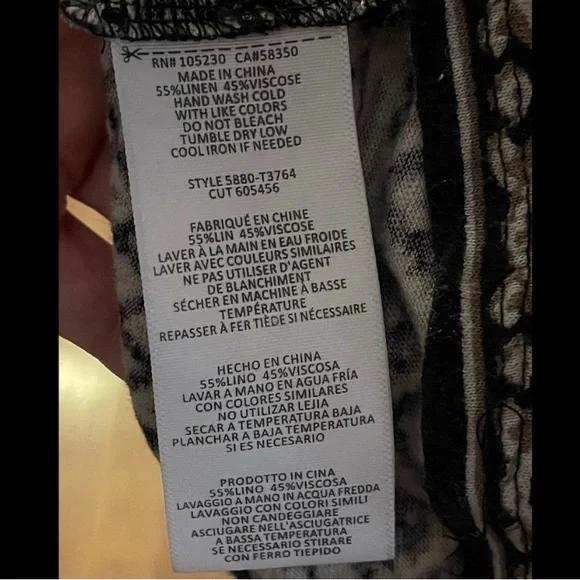 RN# 105230 CA#58350
MADE IN CHINA
55%LINEN 45%VISCOSE
HAND WASH COLD
WITH LIKE COLORS
DO NOT BLEACH
TUMBLE DRY LOW
COOL IRON IF NEEDED
STYLE 5880-T3764
CUT 605456
FABRIQUÉ EN CHINE
55%LIN 45%VISCOSE
LAVER À LA MAIN EN EAU FROIDE
LAVER AVEC COULEURS SIMILAIRES
NE PAS UTILISER D'AGENT
DE BLANCHIMENT
SÉCHER EN MACHINE À BASSE
TEMPÉRATURE
REPASSER À FER TIÈDE SI NÉCESSAIRE
HECHO EN CHINA
55%LINO 45%VISCOSA
LAVAR A MANO EN AGUA FRÍA
CON COLORES SIMILARES
NO UTILIZAR LEJIA
SECAR A TEMPERATURA BAJA
PLANCHAR A BAJA TEMPERATURA
SI ES NECESARIO
PRODOTTO IN CINA
55%LINO 45%VISCOSA
LAVAGGIO A MANO IN ACQUA FREDDA
LAVAGGIO CON COLORI SIMILI
NON CANDEGGIARE
ASCIUGARE NELL'ASCIUGATRICE
A BASSA TEMPERATURA
SE NECESSARIO STIRARE
CON FERRO TIEPIDO